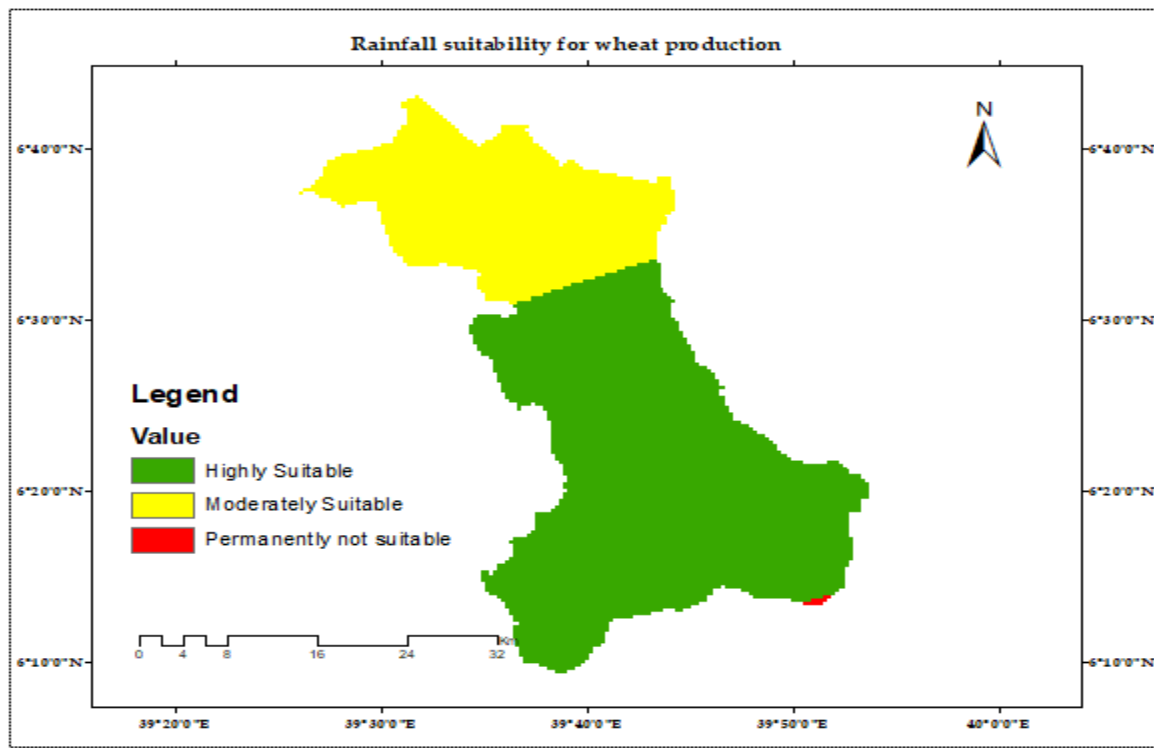 Rainfall suitability for wheat production
N
6°40'0"N
6°40'0"N
6°30'0"N
6°30'0"N
Legend
Value
Highly Suitable
6°20'0"N
6°20'0"N
Moderately Suitable
Permanently not suitable
Km
0 4 8 16 24 32
6°10'0"N
6°10'0"N
39°20'0"E 39°30'0"E 39°40'0"E 39°50'0"E 40°0'0"E